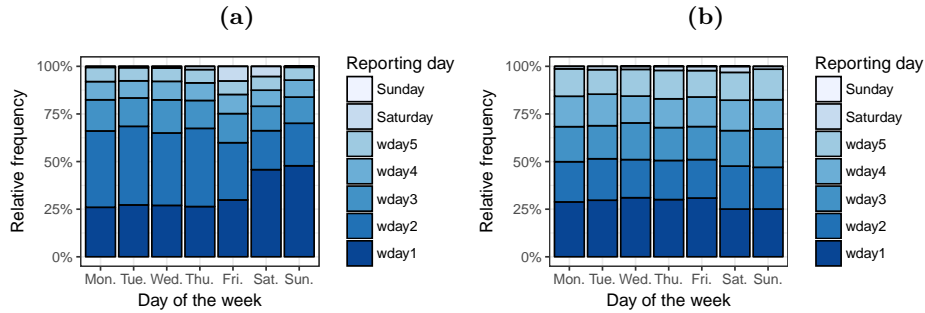 (a)
Relative frequency
100%
75%
50%
25%
0%
Mon. Tue. Wed. Thu. Fri. Sat. Sun.
Day of the week
Reporting day
Sunday
Saturday
wday5
wday4
wday3
wday2
wday1
(b)
Relative frequency
100%
75%
50%
25%
0%
Mon. Tue. Wed. Thu. Fri. Sat. Sun.
Day of the week
Reporting day
Sunday
Saturday
wday5
wday4
wday3
wday2
wday1